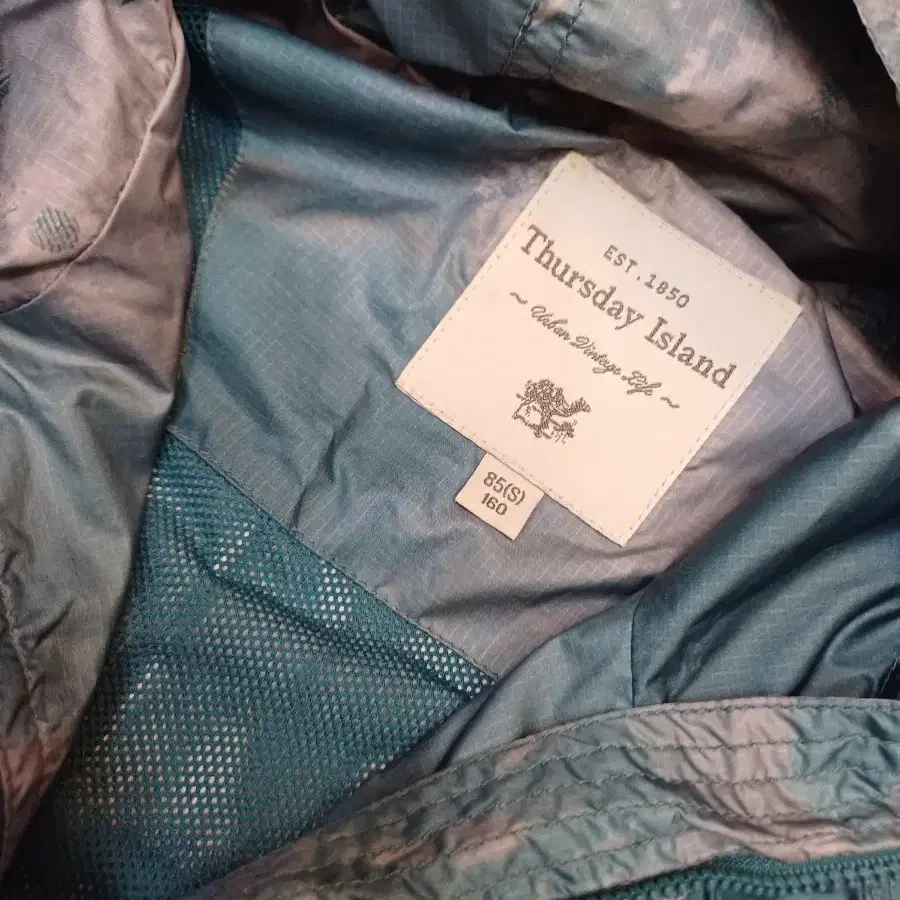 EST.1850
Thursday Island
~ Urban Vintage Life ~
85(S)
160